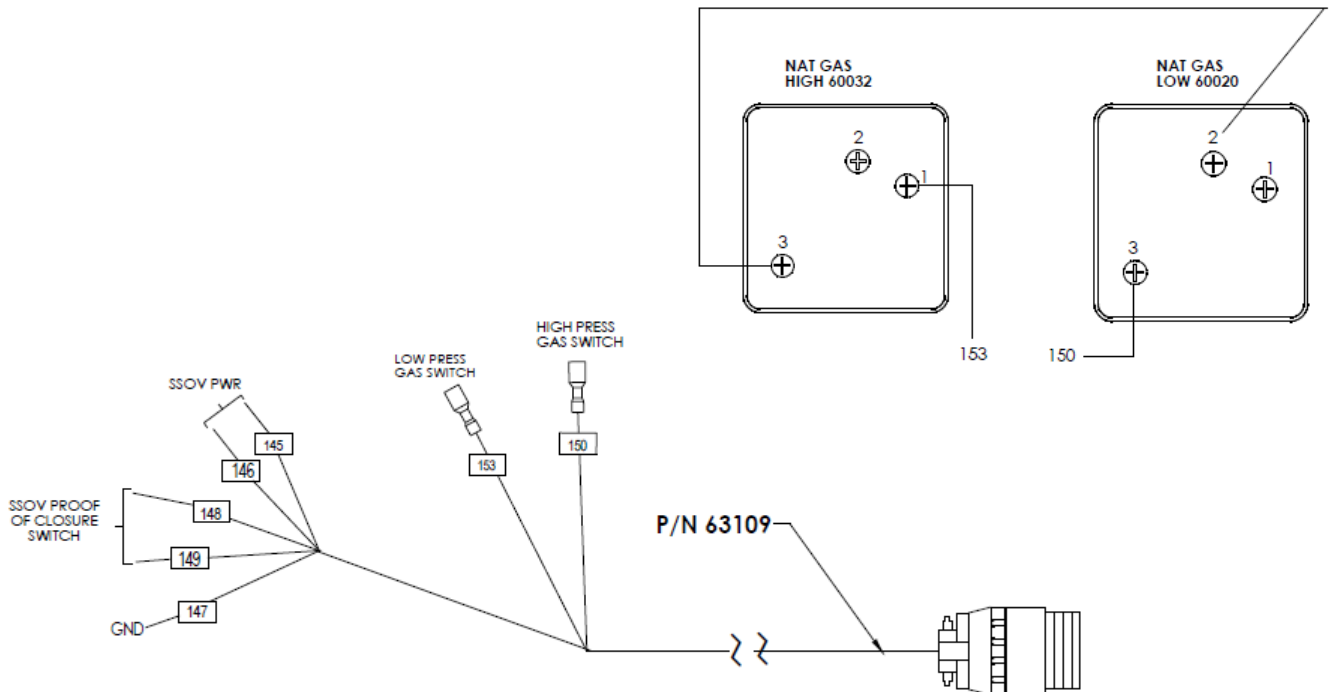 NAT GAS
HIGH 60032
NAT GAS
LOW 60020
2
1
3
2
1
3
153
150
HIGH PRESS
GAS SWITCH
LOW PRESS
GAS SWITCH
SSOV PWR
145
146
153
150
SSOV PROOF
OF CLOSURE
SWITCH
148
149
147
GND
P/N 63109